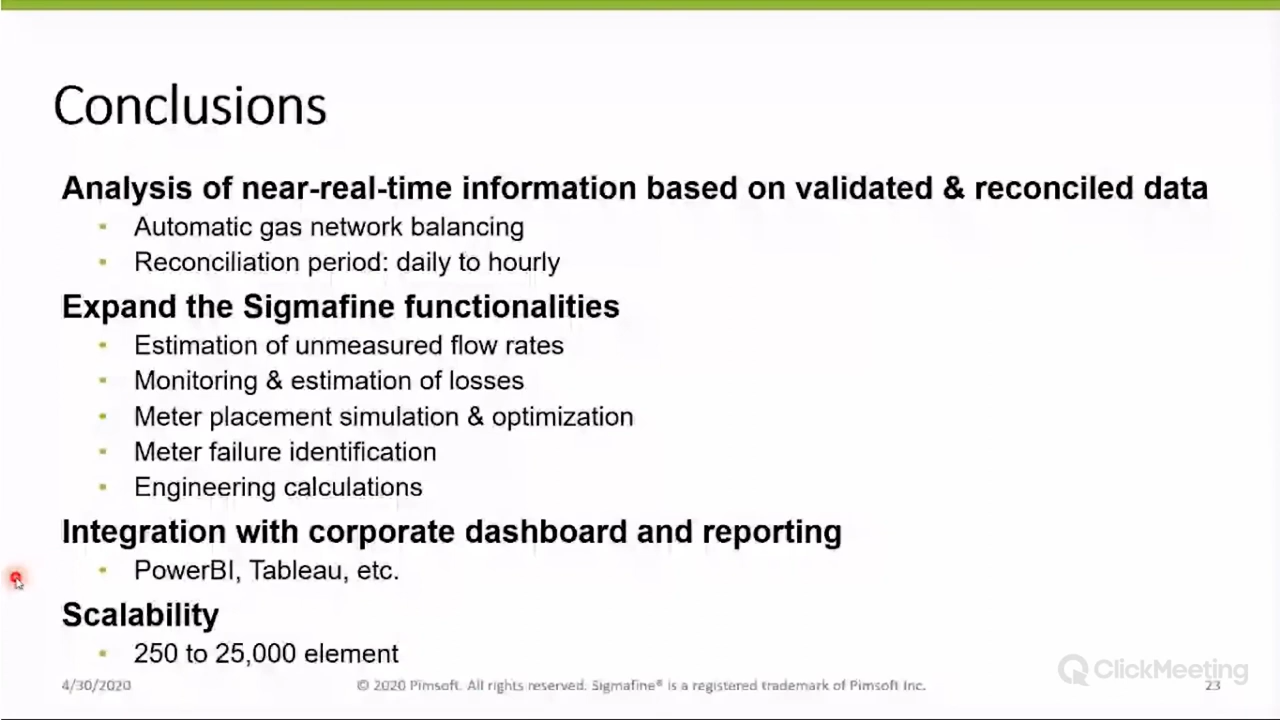 Conclusions
Analysis of near-real-time information based on validated & reconciled data
Automatic gas network balancing
Reconciliation period: daily to hourly
Expand the Sigmafine functionalities
Estimation of unmeasured flow rates
Monitoring & estimation of losses
Meter placement simulation & optimization
Meter failure identification
Engineering calculations
Integration with corporate dashboard and reporting
PowerBI, Tableau, etc.
Scalability
250 to 25,000 element
ClickMeeting
4/30/2020 © 2020 Pimsoft. All rights reserved. Sigmafine® is a registered trademark of Pimsoft Inc. 23